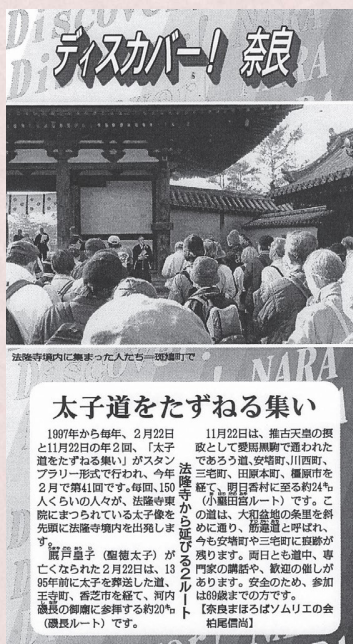 ディスカバー! 奈良
法隆寺境内に集まった人たち＝斑鳩町で
太子道をたずねる集い
法隆寺から延びる2ルート
1997年から毎年、2月22日
と11月22日の年2回、「太子
道をたずねる集い」がスタン
プラリー形式で行われ、今年
2月で第41回です。毎回、150
人くらいの人々が、法隆寺東
院にまつられている太子像を
先頭に法隆寺境内を出発しま
す。
厩戸皇子（聖徳太子）が
亡くなられた2月22日は、13
95年前に太子を葬送した道、
王寺町、香芝市を経て、河内
磯長の御廟に参拝する約20㌔
（磯長ルート）です。
11月22日は、推古天皇の摂
政として愛馬黒駒で通われた
であろう道、安堵町、川西町、
三宅町、田原本町、橿原市を
経て、明日香村に至る約24㌔
（小墾田宮ルート）です。こ
の道は、大和盆地の条里を斜
めに通り、筋違道と呼ばれ、
今も安堵町や三宅町に痕跡が
残ります。両日とも道中、専
門家の講話や、歓迎の催しが
あります。安全のため、参加
は69歳までの方です。
【奈良まほろばソムリエの会
柏尾信尚】